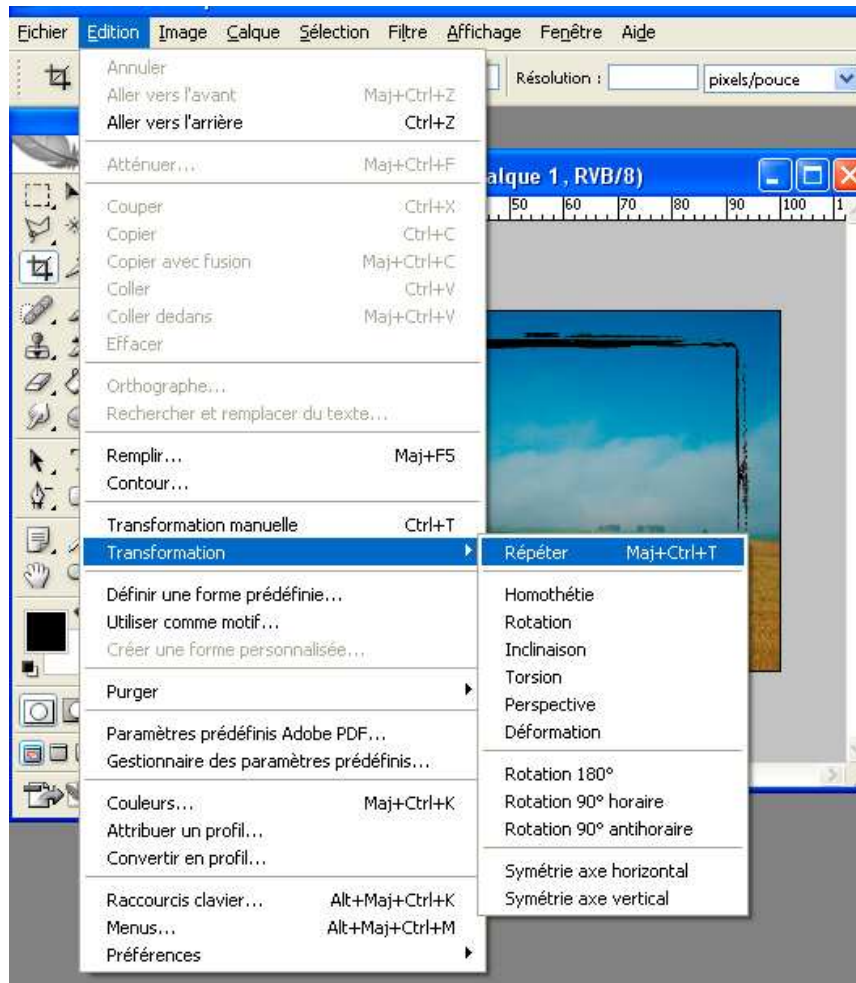 Fichier Edition Image Calque Sélection Filtre Affichage Fenêtre Aide
Résolution : pixels/pouce
Annuler
Aller vers l'avant Maj+Ctrl+Z
Aller vers l'arrière Ctrl+Z
Atténuer... Maj+Ctrl+F
Couper Ctrl+X
Copier Ctrl+C
Copier avec fusion Maj+Ctrl+C
Coller Ctrl+V
Coller dedans Maj+Ctrl+V
Effacer
Orthographe...
Rechercher et remplacer du texte...
Remplir... Maj+F5
Contour...
Transformation manuelle Ctrl+T
Transformation
Définir une forme prédéfinie...
Utiliser comme motif...
Créer une forme personnalisée...
Purger
Paramètres prédéfinis Adobe PDF...
Gestionnaire des paramètres prédéfinis...
Couleurs... Maj+Ctrl+K
Attribuer un profil...
Convertir en profil...
Raccourcis clavier... Alt+Maj+Ctrl+K
Menus... Alt+Maj+Ctrl+M
Préférences
alque 1, RVB/8)
50 60 70 80 90 100 1
Répéter Maj+Ctrl+T
Homothétie
Rotation
Inclinaison
Torsion
Perspective
Déformation
Rotation 180°
Rotation 90° horaire
Rotation 90° antihoraire
Symétrie axe horizontal
Symétrie axe vertical